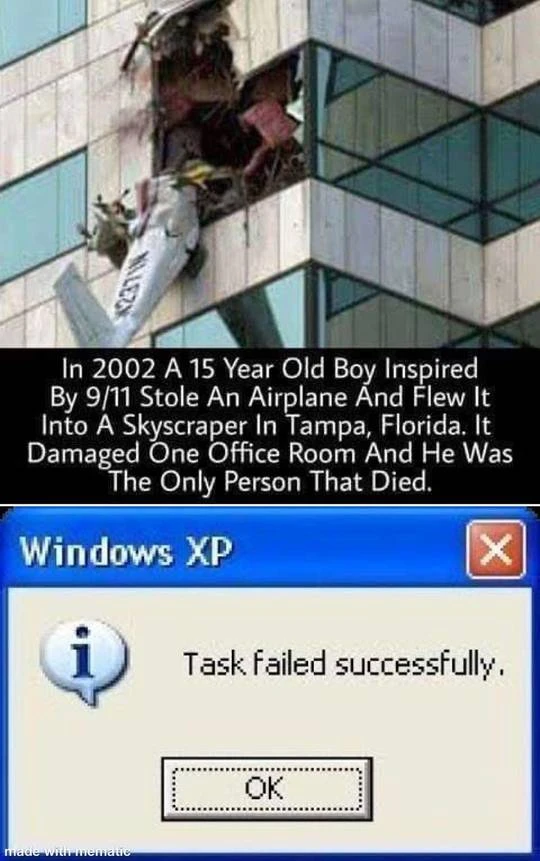 N2371N
In 2002 A 15 Year Old Boy Inspired
By 9/11 Stole An Airplane And Flew It
Into A Skyscraper In Tampa, Florida. It
Damaged One Office Room And He Was
The Only Person That Died.
Windows XP
Task failed successfully.
OK
made with mematic